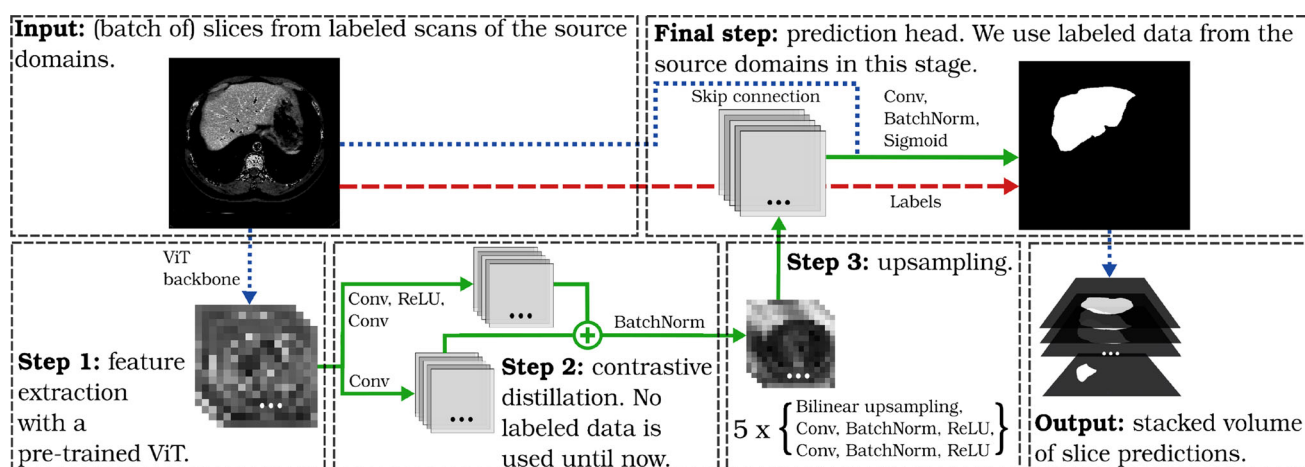 Input: (batch of) slices from labeled scans of the source
domains.
Final step: prediction head. We use labeled data from the
source domains in this stage.
Skip connection
Conv,
BatchNorm,
Sigmoid
Labels
ViT
backbone
Step 1: feature
extraction
with a
pre-trained ViT.
Conv, ReLU,
Conv
Conv
BatchNorm
Step 2: contrastive
distillation. No
labeled data is
used until now.
Step 3: upsampling.
5 x { Bilinear upsampling,
Conv, BatchNorm, ReLU,
Conv, BatchNorm, ReLU }
Output: stacked volume
of slice predictions.